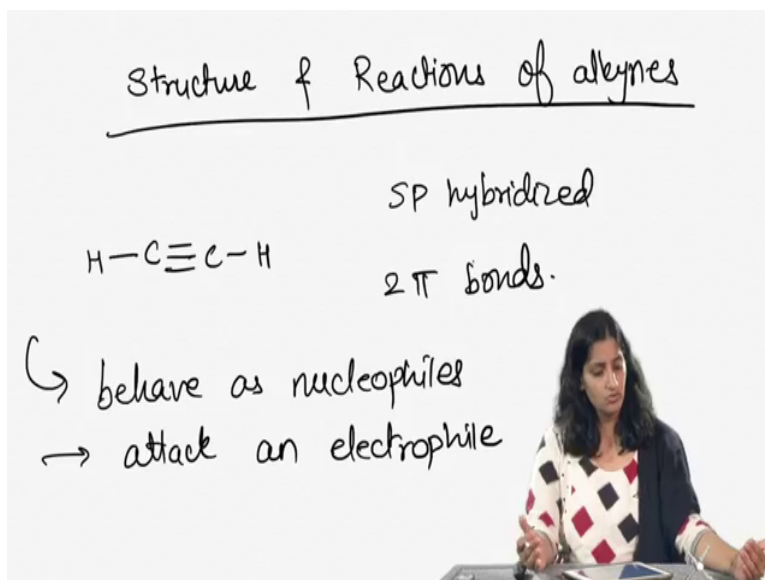 Structure & Reactions of alkynes
SP hybridized
H-C≡C-H
2π bonds.
behave as nucleophiles
→ attack an electrophile